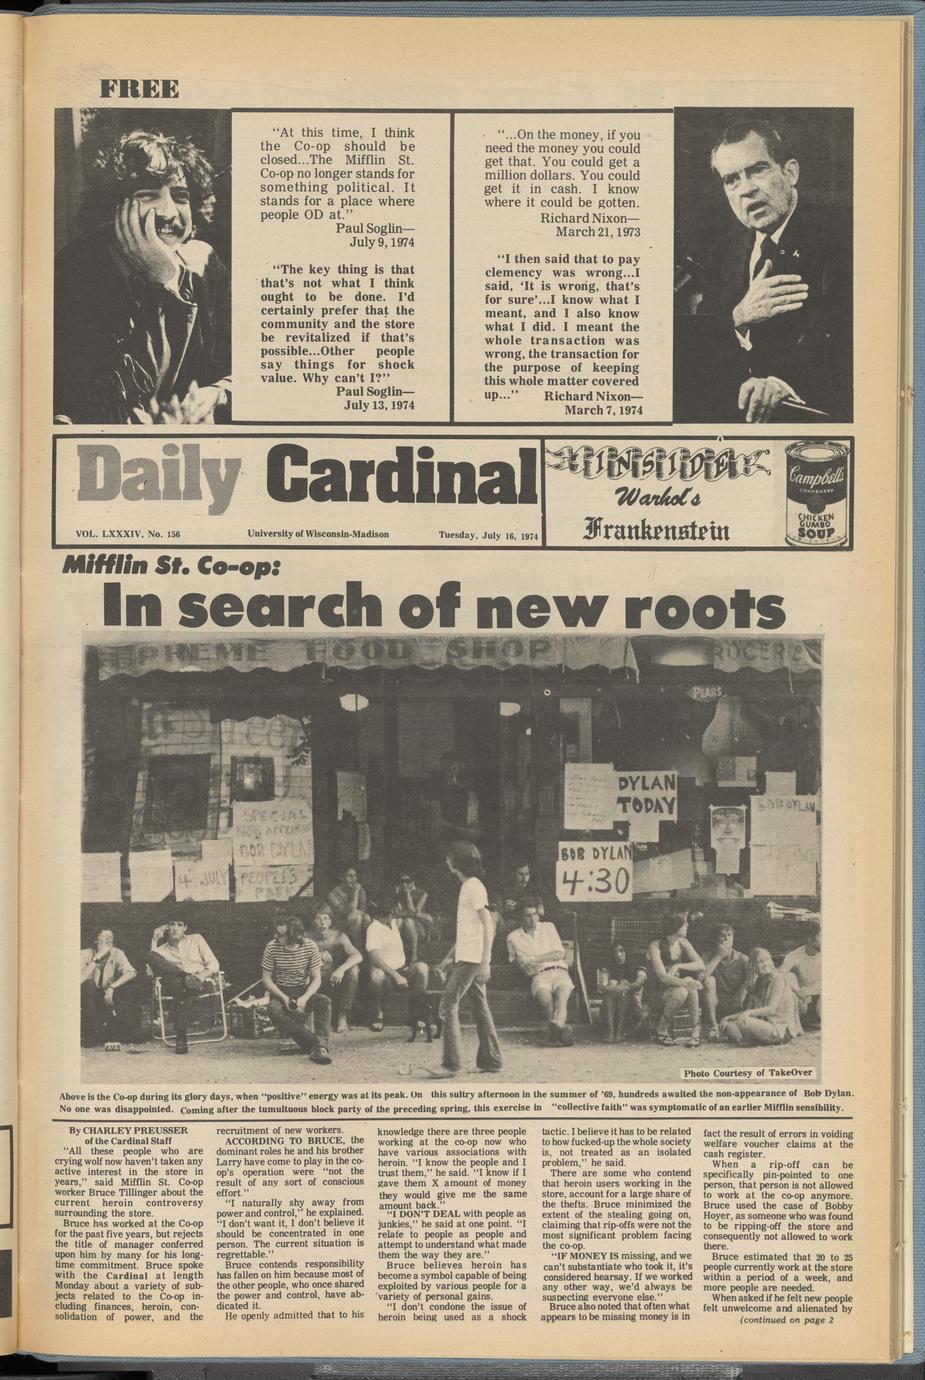 FREE
"At this time, I think
the Co-op should be
closed...The Mifflin St.
Co-op no longer stands for
something political. It
stands for a place where
people OD at."
Paul Soglin—
July 9, 1974
"The key thing is that
that's not what I think
ought to be done. I'd
certainly prefer that the
community and the store
be revitalized if that's
possible...Other people
say things for shock
value. Why can't I?"
Paul Soglin—
July 13, 1974
"...On the money, if you
need the money you could
get that. You could get a
million dollars. You could
get it in cash. I know
where it could be gotten.
Richard Nixon—
March 21, 1973
"I then said that to pay
clemency was wrong...I
said, 'It is wrong, that's
for sure'...I know what I
meant, and I also know
what I did. I meant the
whole transaction was
wrong, the transaction for
the purpose of keeping
this whole matter covered
up..." Richard Nixon—
March 7, 1974
Daily Cardinal
VOL. LXXXIV, No. 156 University of Wisconsin-Madison Tuesday, July 16, 1974
INSIDE
Warhol's
Frankenstein
Campbell's
CONDENSED
CHICKEN
GUMBO
SOUP
Mifflin St. Co-op:
In search of new roots
PREME FOOD SHOP
GROCERIE
PEARS
DYLAN
TODAY
BOB DYLAN
BOB DYLAN
4:30
SPECIAL
BOB DYLAN
4 JULY
PEOPLE'S
PARK
Photo Courtesy of TakeOver
Above is the Co-op during its glory days, when "positive" energy was at its peak. On this sultry afternoon in the summer of '69, hundreds awaited the non-appearance of Bob Dylan.
No one was disappointed. Coming after the tumultuous block party of the preceding spring, this exercise in "collective faith" was symptomatic of an earlier Mifflin sensibility.
By CHARLEY PREUSSER
of the Cardinal Staff
"All these people who are
crying wolf now haven't taken any
active interest in the store in
years," said Mifflin St. Co-op
worker Bruce Tillinger about the
current heroin controversy
surrounding the store.
Bruce has worked at the Co-op
for the past five years, but rejects
the title of manager conferred
upon him by many for his long-
time commitment. Bruce spoke
with the Cardinal at length
Monday about a variety of sub-
jects related to the Co-op in-
cluding finances, heroin, con-
solidation of power, and the
recruitment of new workers.
ACCORDING TO BRUCE, the
dominant roles he and his brother
Larry have come to play in the co-
op's operation were "not the
result of any sort of conscious
effort."
"I naturally shy away from
power and control," he explained.
"I don't want it, I don't believe it
should be concentrated in one
person. The current situation is
regrettable."
Bruce contends responsibility
has fallen on him because most of
the other people, who once shared
the power and control, have ab-
dicated it.
He openly admitted that to his
knowledge there are three people
working at the co-op now who
have various associations with
heroin. "I know the people and I
trust them," he said. "I know if I
gave them X amount of money
they would give me the same
amount back."
"I DON'T DEAL with people as
junkies," he said at one point. "I
relate to people as people and
attempt to understand what made
them the way they are."
Bruce believes heroin has
become a symbol capable of being
exploited by various people for a
variety of personal gains.
"I don't condone the issue of
heroin being used as a shock
tactic. I believe it has to be related
to how fucked-up the whole society
is, not treated as an isolated
problem," he said.
There are some who contend
that heroin users working in the
store, account for a large share of
the thefts. Bruce minimized the
extent of the stealing going on,
claiming that rip-offs were not the
most significant problem facing
the co-op.
"IF MONEY IS missing, and we
can't substantiate who took it, it's
considered hearsay. If we worked
any other way, we'd always be
suspecting everyone else."
Bruce also noted that often what
appears to be missing money is in
fact the result of errors in voiding
welfare voucher claims at the
cash register.
When a rip-off can be
specifically pin-pointed to one
person, that person is not allowed
to work at the co-op anymore.
Bruce used the case of Bobby
Hoyer, as someone who was found
to be ripping-off the store and
consequently not allowed to work
there.
Bruce estimated that 20 to 25
people currently work at the store
within a period of a week, and
more people are needed.
When asked if he felt new people
felt unwelcome and alienated by
(continued on page 2